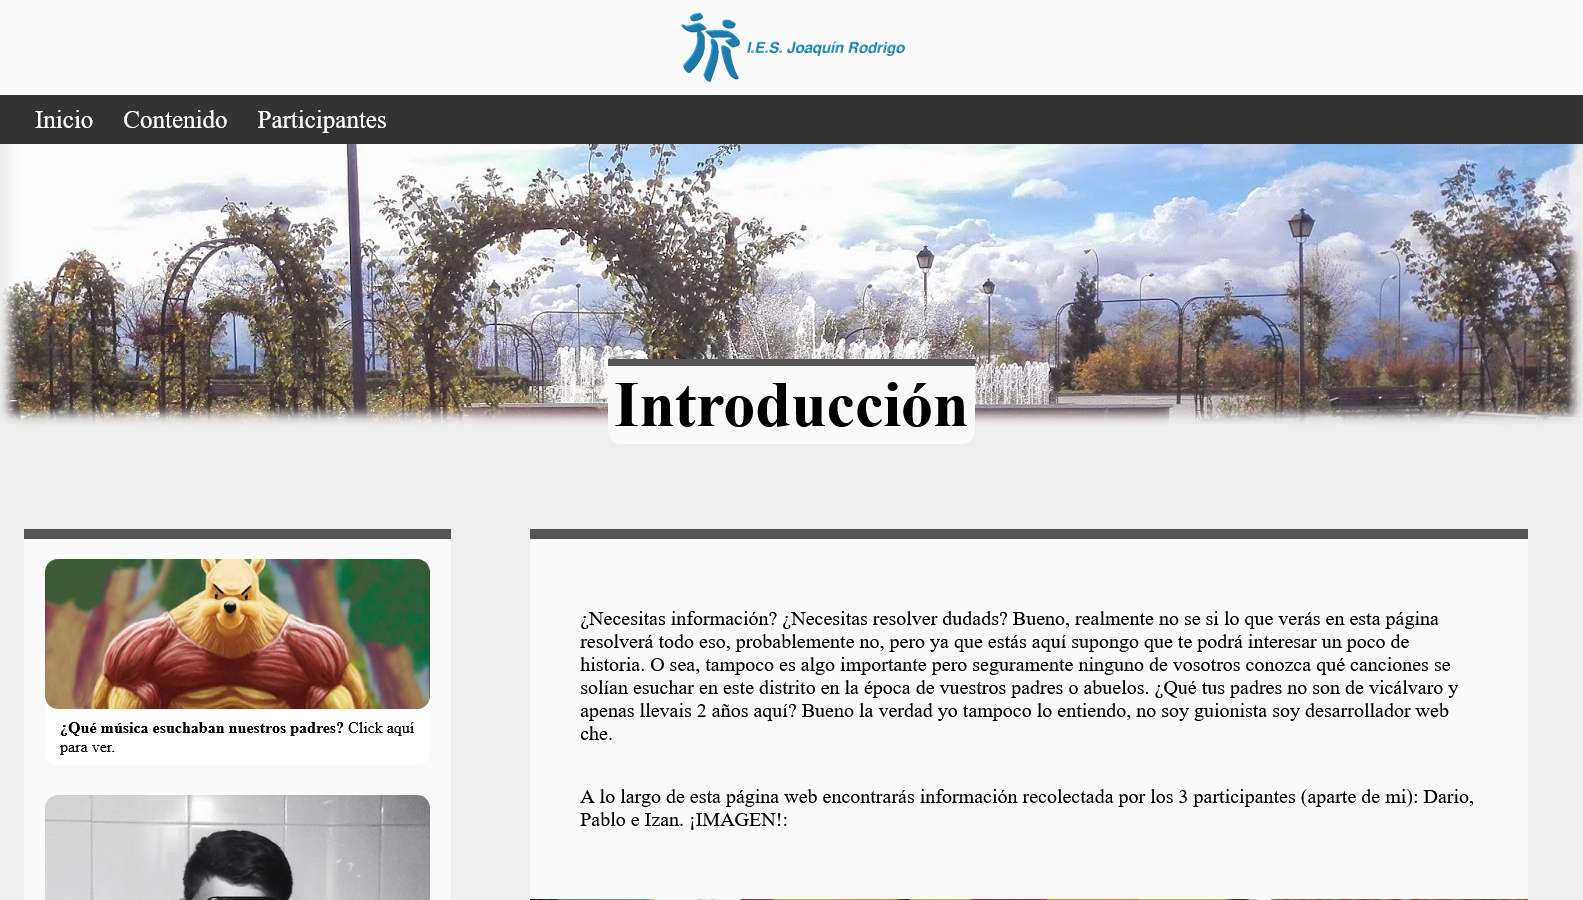 I.E.S. Joaquín Rodrigo
Inicio Contenido Participantes
Introducción
¿Qué música esuchaban nuestros padres? Click aquí
para ver.
¿Necesitas información? ¿Necesitas resolver dudads? Bueno, realmente no se si lo que verás en esta página
resolverá todo eso, probablemente no, pero ya que estás aquí supongo que te podrá interesar un poco de
historia. O sea, tampoco es algo importante pero seguramente ninguno de vosotros conozca qué canciones se
solían esuchar en este distrito en la época de vuestros padres o abuelos. ¿Qué tus padres no son de vicálvaro y
apenas llevais 2 años aquí? Bueno la verdad yo tampoco lo entiendo, no soy guionista soy desarrollador web
che.
A lo largo de esta página web encontrarás información recolectada por los 3 participantes (aparte de mi): Dario,
Pablo e Izan. ¡IMAGEN!: